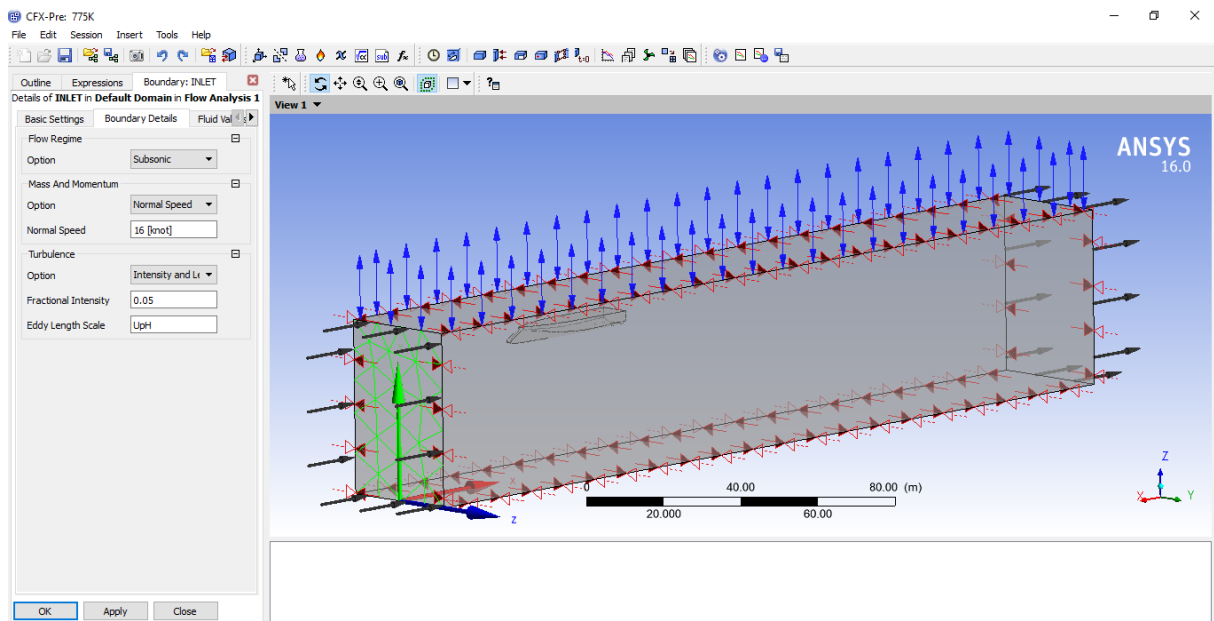 CFX-Pre: 775K
File Edit Session Insert Tools Help
Outline Expressions Boundary: INLET
Details of INLET in Default Domain in Flow Analysis 1
Basic Settings Boundary Details Fluid Val
Flow Regime
Option Subsonic
Mass And Momentum
Option Normal Speed
Normal Speed 16 [knot]
Turbulence
Option Intensity and Le
Fractional Intensity 0.05
Eddy Length Scale UpH
OK Apply Close
View 1
ANSYS
16.0
x
z
0 40.00 80.00 (m)
20.000 60.00
Z
X Y